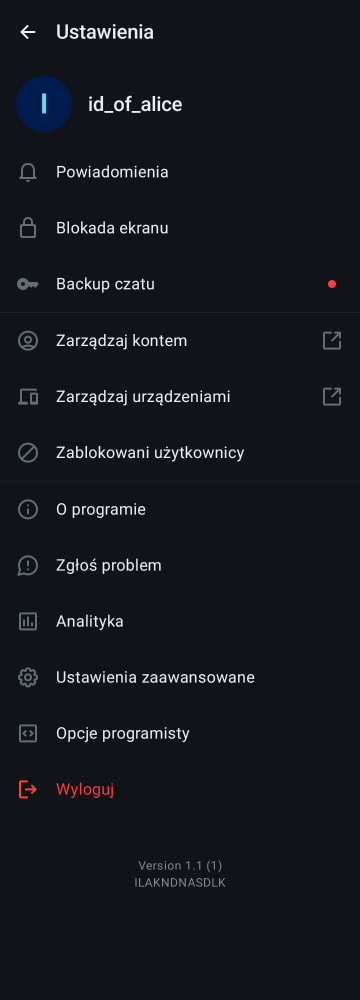 Ustawienia
I
id_of_alice
Powiadomienia
Blokada ekranu
Backup czatu
Zarządzaj kontem
Zarządzaj urządzeniami
Zablokowani użytkownicy
O programie
Zgłoś problem
Analityka
Ustawienia zaawansowane
Opcje programisty
Wyloguj
Version 1.1 (1)
ILAKNDNASDLK